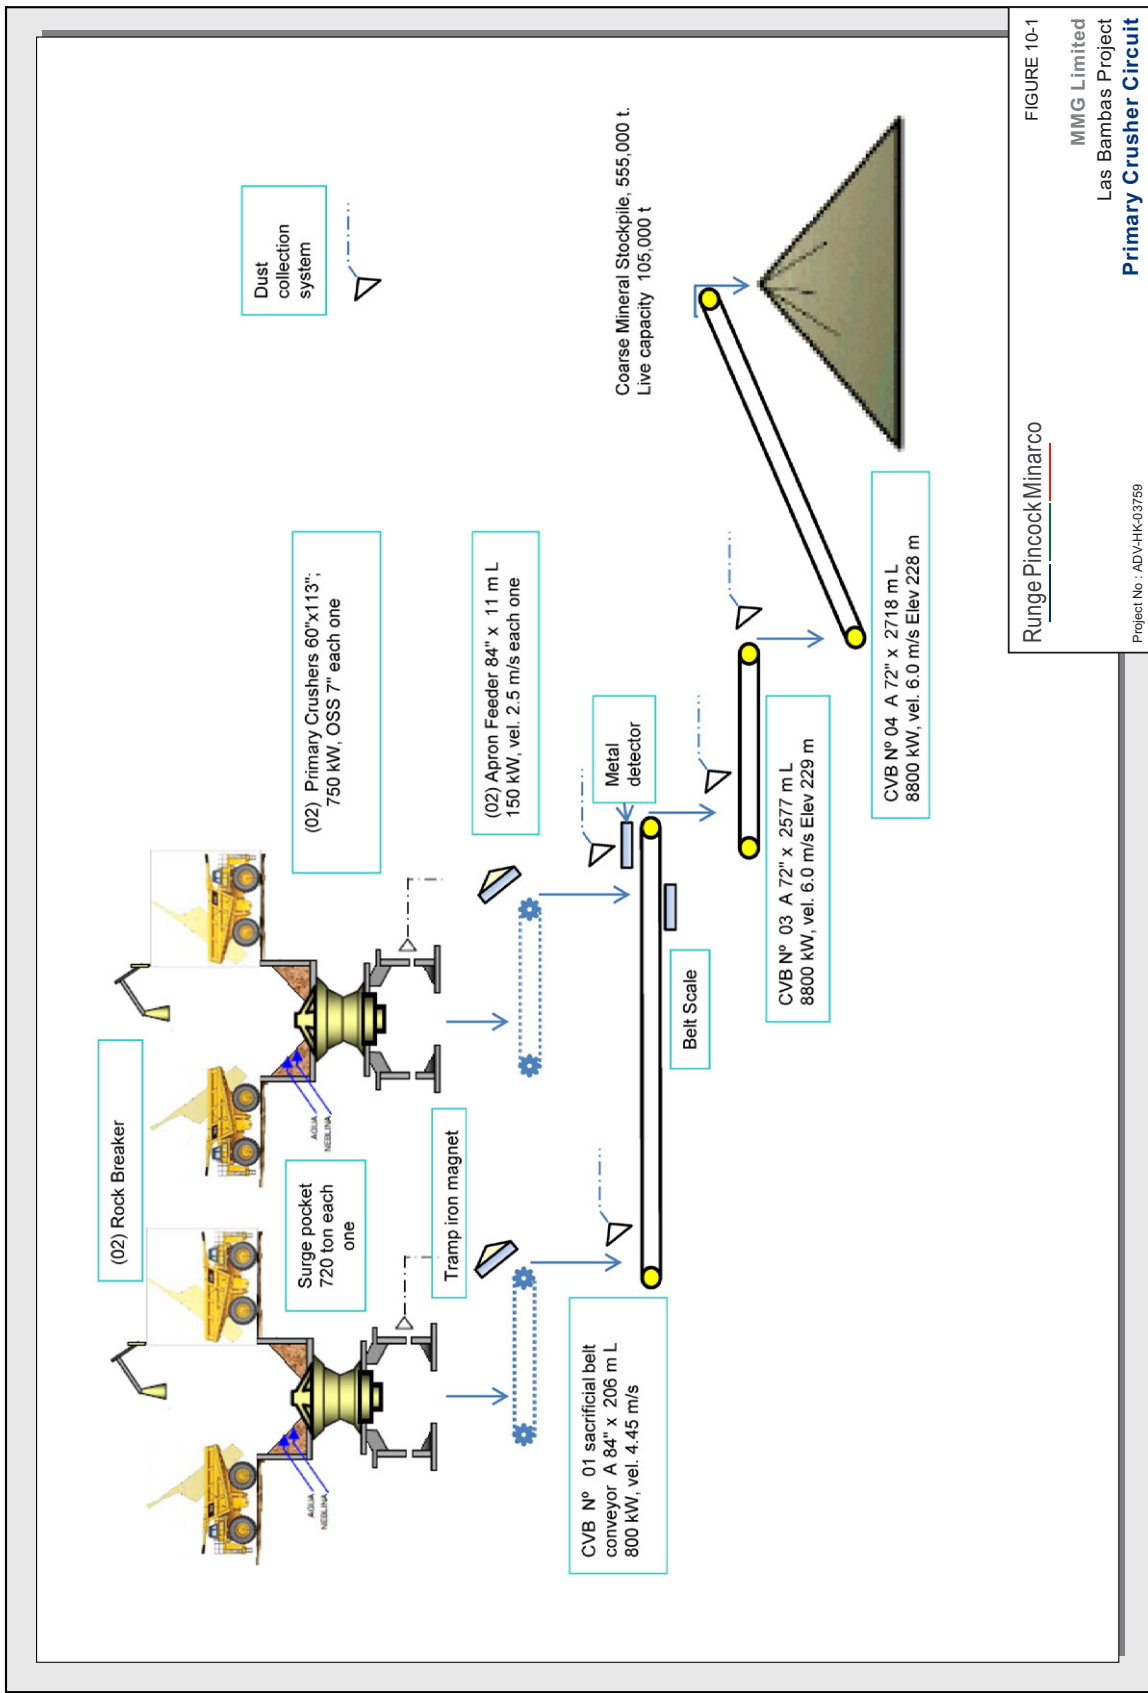 (02) Rock Breaker
Dust
collection
system
Surge pocket
720 ton each
one
AGUA
NEBLINA
AGUA
NEBLINA
(02) Primary Crushers 60"x113";
750 kW, OSS 7" each one
Tramp iron magnet
(02) Apron Feeder 84" x 11 m L
150 kW, vel. 2.5 m/s each one
Coarse Mineral Stockpile, 555,000 t.
Live capacity 105,000 t
Metal
detector
CVB Nº 01 sacrificial belt
conveyor A 84" x 206 m L
800 kW, vel. 4.45 m/s
Belt Scale
CVB Nº 03 A 72" x 2577 m L
8800 kW, vel. 6.0 m/s Elev 229 m
CVB Nº 04 A 72" x 2718 m L
8800 kW, vel. 6.0 m/s Elev 228 m
RungePincockMinarco
FIGURE 10-1
MMG Limited
Las Bambas Project
Primary Crusher Circuit
Project No : ADV-HK-03759